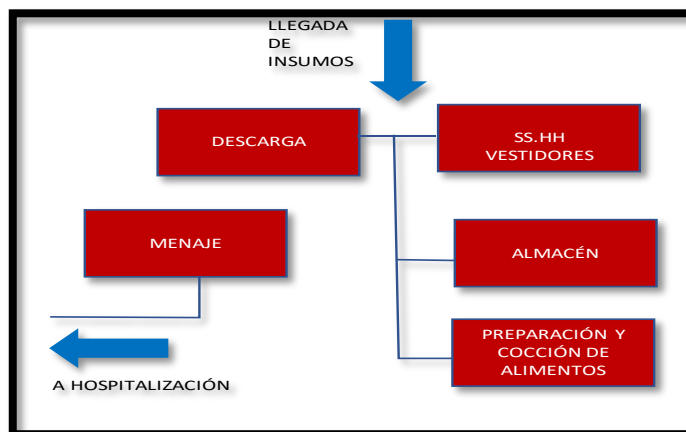 LLEGADA
DE
INSUMOS
DESCARGA
SS.HH
VESTIDORES
MENAJE
ALMACÉN
PREPARACIÓN Y
COCCIÓN DE
ALIMENTOS
A HOSPITALIZACIÓN